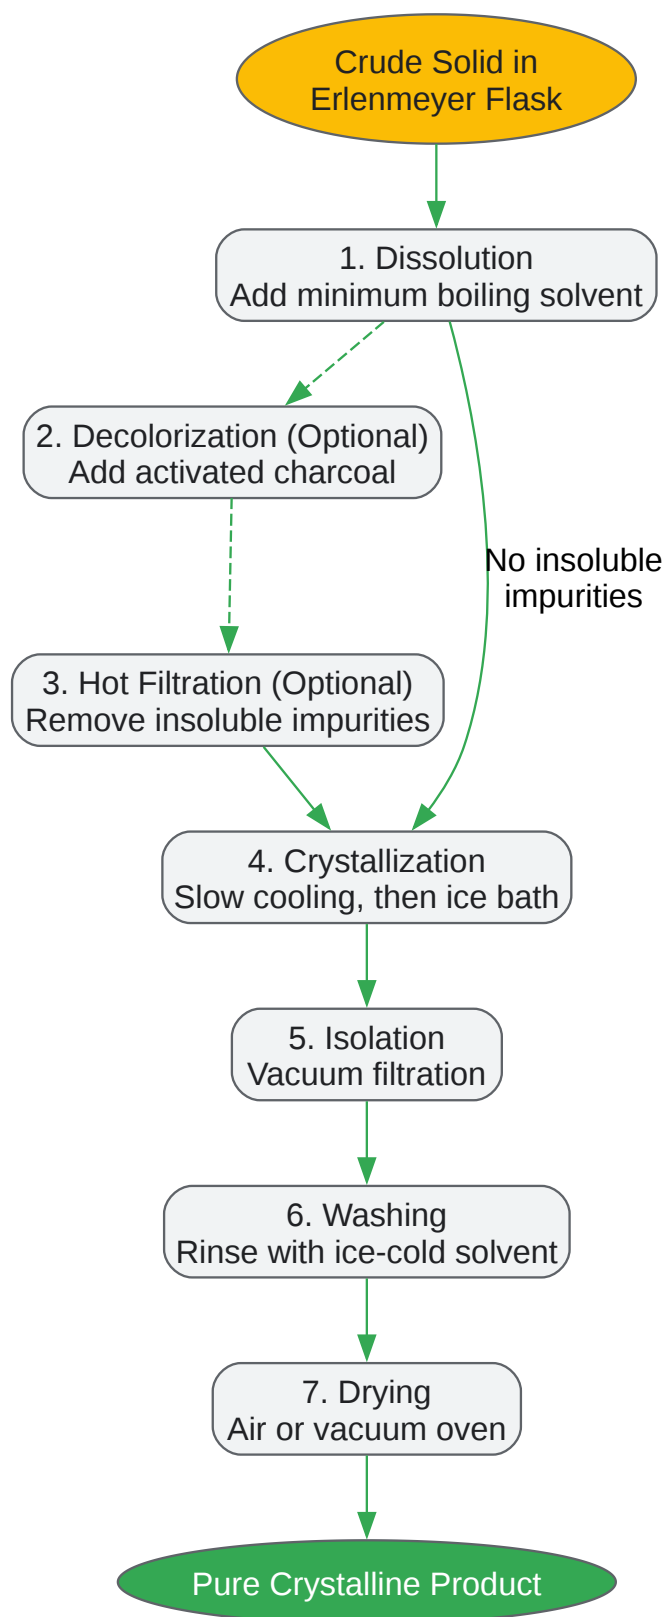 Crude Solid in
Erlenmeyer Flask
1. Dissolution
Add minimum boiling solvent
2. Decolorization (Optional)
Add activated charcoal
No insoluble
impurities
3. Hot Filtration (Optional)
Remove insoluble impurities
4. Crystallization
Slow cooling, then ice bath
5. Isolation
Vacuum filtration
6. Washing
Rinse with ice-cold solvent
7. Drying
Air or vacuum oven
Pure Crystalline Product